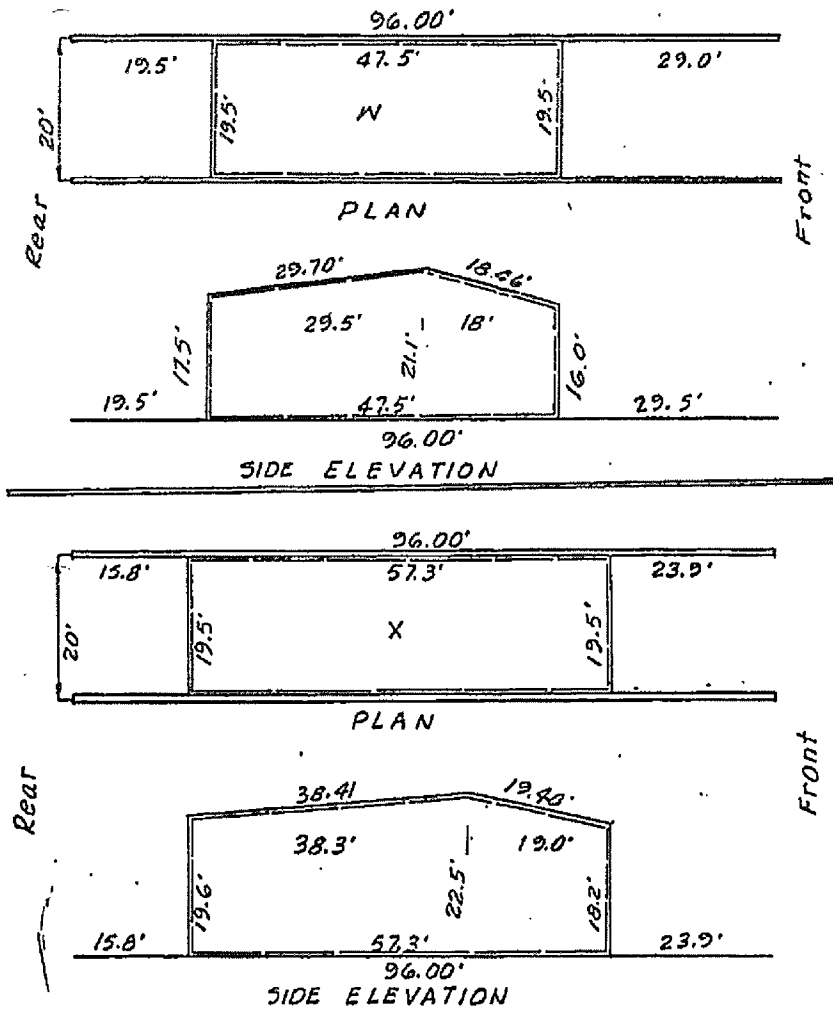 96.00'
19.5' 47.5' 29.0'
20' 19.5' W 19.5'
PLAN
Rear Front
29.70' 18.66'
29.5' 18'
17.5' 21.1' 16.0'
19.5' 47.5' 29.5'
96.00'
SIDE ELEVATION
96.00'
15.8' 57.3' 23.9'
20' 19.5' X 19.5'
PLAN
Rear Front
38.41 19.40'
38.3' 19.0'
19.6' 22.5' 18.2'
15.8' 57.3' 23.9'
96.00'
SIDE ELEVATION